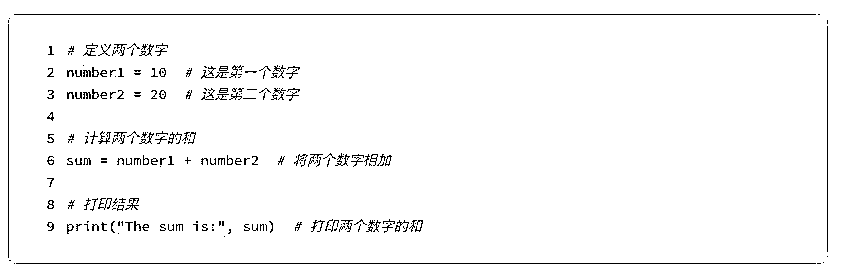 1 # 定义两个数字
2 number1 = 10  # 这是第一个数字
3 number2 = 20  # 这是第二个数字
4
5 # 计算两个数字的和
6 sum = number1 + number2  # 将两个数字相加
7
8 # 打印结果
9 print("The sum is:", sum)  # 打印两个数字的和